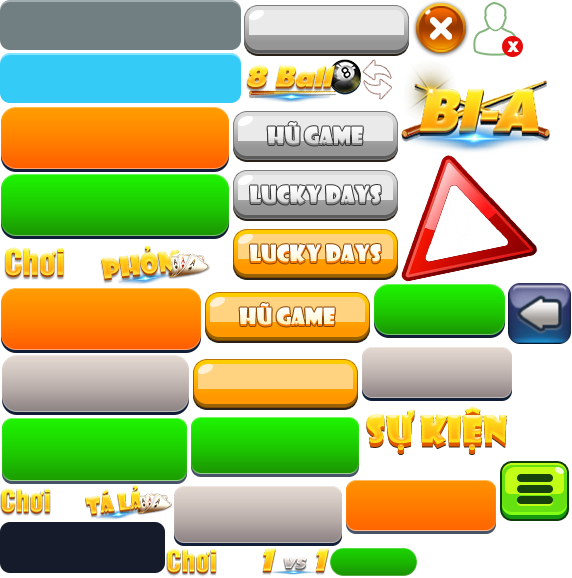 8 Ball
8
BI-A
HŨ GAME
LUCKY DAYS
LUCKY DAYS
Chơi
PHỎM
HŨ GAME
SỰ KIỆN
Chơi
TÁ LẢ
Chơi
1 vs 1